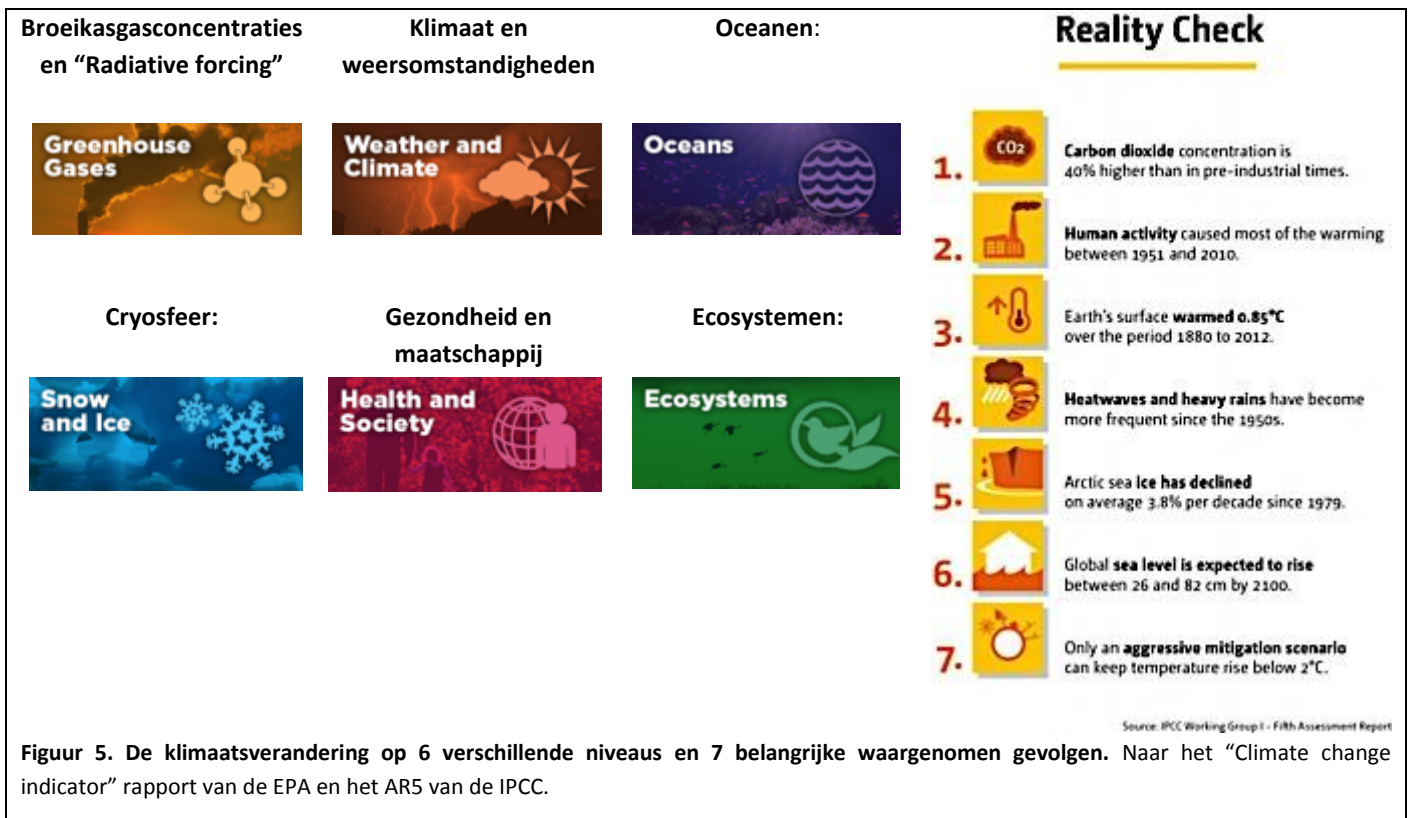 Broeikasgasconcentraties
en “Radiative forcing”
Klimaat en
weersomstandigheden
Oceanen:
Greenhouse
Gases
Weather and
Climate
Oceans
Cryosfeer:
Gezondheid en
maatschappij
Ecosystemen:
Snow
and Ice
Health and
Society
Ecosystems
Reality Check
1.
CO2
Carbon dioxide concentration is
40% higher than in pre-industrial times.
2.
Human activity caused most of the warming
between 1951 and 2010.
3.
Earth's surface warmed 0.85°C
over the period 1880 to 2012.
4.
Heatwaves and heavy rains have become
more frequent since the 1950s.
5.
Arctic sea ice has declined
on average 3.8% per decade since 1979.
6.
Global sea level is expected to rise
between 26 and 82 cm by 2100.
7.
Only an aggressive mitigation scenario
can keep temperature rise below 2°C.
Source: IPCC Working Group I - Fifth Assessment Report
Figuur 5. De klimaatsverandering op 6 verschillende niveaus en 7 belangrijke waargenomen gevolgen. Naar het “Climate change
indicator” rapport van de EPA en het AR5 van de IPCC.